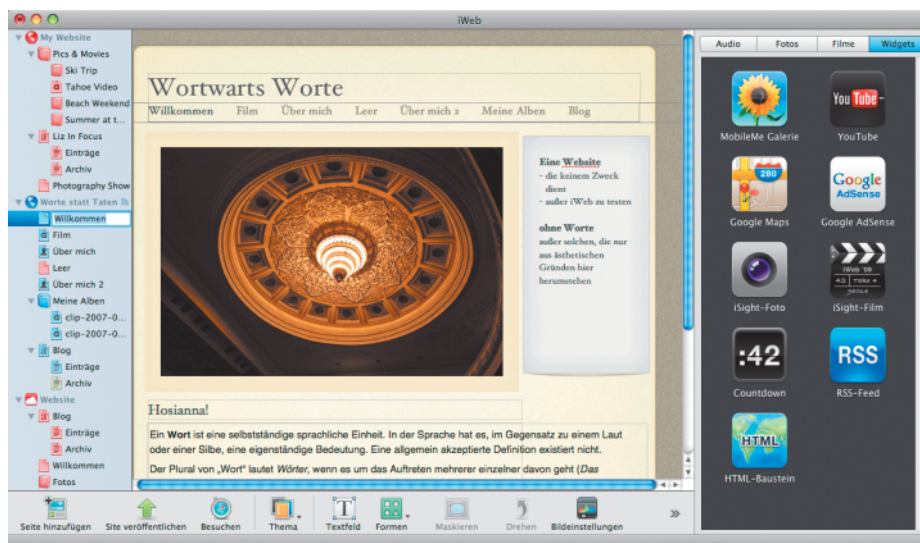 iWeb
My Website
Pics & Movies
Ski Trip
Tahoe Video
Beach Weekend
Summer at t...
Liz In Focus
Einträge
Archiv
Photography Show
Worte statt Taten
Willkommen
Film
Über mich
Leer
Über mich 2
Meine Alben
clip-2007-0...
clip-2007-0...
Blog
Einträge
Archiv
Website
Blog
Einträge
Archiv
Willkommen
Fotos
Wortwarts Worte
Willkommen Film Über mich Leer Über mich 2 Meine Alben Blog
Eine Website
- die keinem Zweck
dient
- außer iWeb zu testen
ohne Worte
außer solchen, die nur
aus ästhetischen
Gründen hier
herumstehen
Hosianna!
Ein Wort ist eine selbstständige sprachliche Einheit. In der Sprache hat es, im Gegensatz zu einem Laut
oder einer Silbe, eine eigenständige Bedeutung. Eine allgemein akzeptierte Definition existiert nicht.
Der Plural von „Wort" lautet Wörter, wenn es um das Auftreten mehrerer einzelner davon geht (Das
Audio Fotos Filme Widgets
You Tube
MobileMe Galerie YouTube
280
Google
AdSense
Google Maps Google AdSense
iWeb '09
42 TAKE 4
iSight-Foto iSight-Film
:42 RSS
Countdown RSS-Feed
HTML
HTML-Baustein
Seite hinzufügen Site veröffentlichen Besuchen Thema Textfeld Formen Maskieren Drehen Bildeinstellungen »